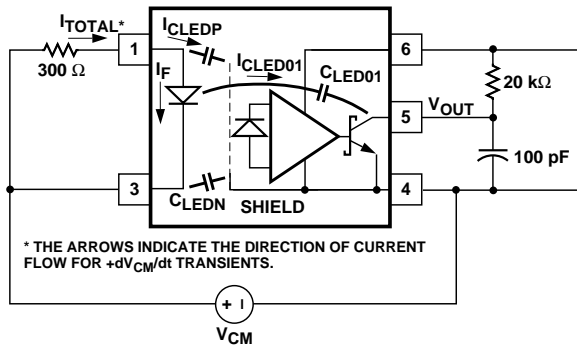 I_TOTAL*
I_CLEDP
I_CLED01
C_LED01
1
300 Ω
I_F
6
20 kΩ
5
V_OUT
100 pF
3
C_LEDN
SHIELD
4
* THE ARROWS INDICATE THE DIRECTION OF CURRENT
FLOW FOR +dV_CM/dt TRANSIENTS.
+ –
V_CM